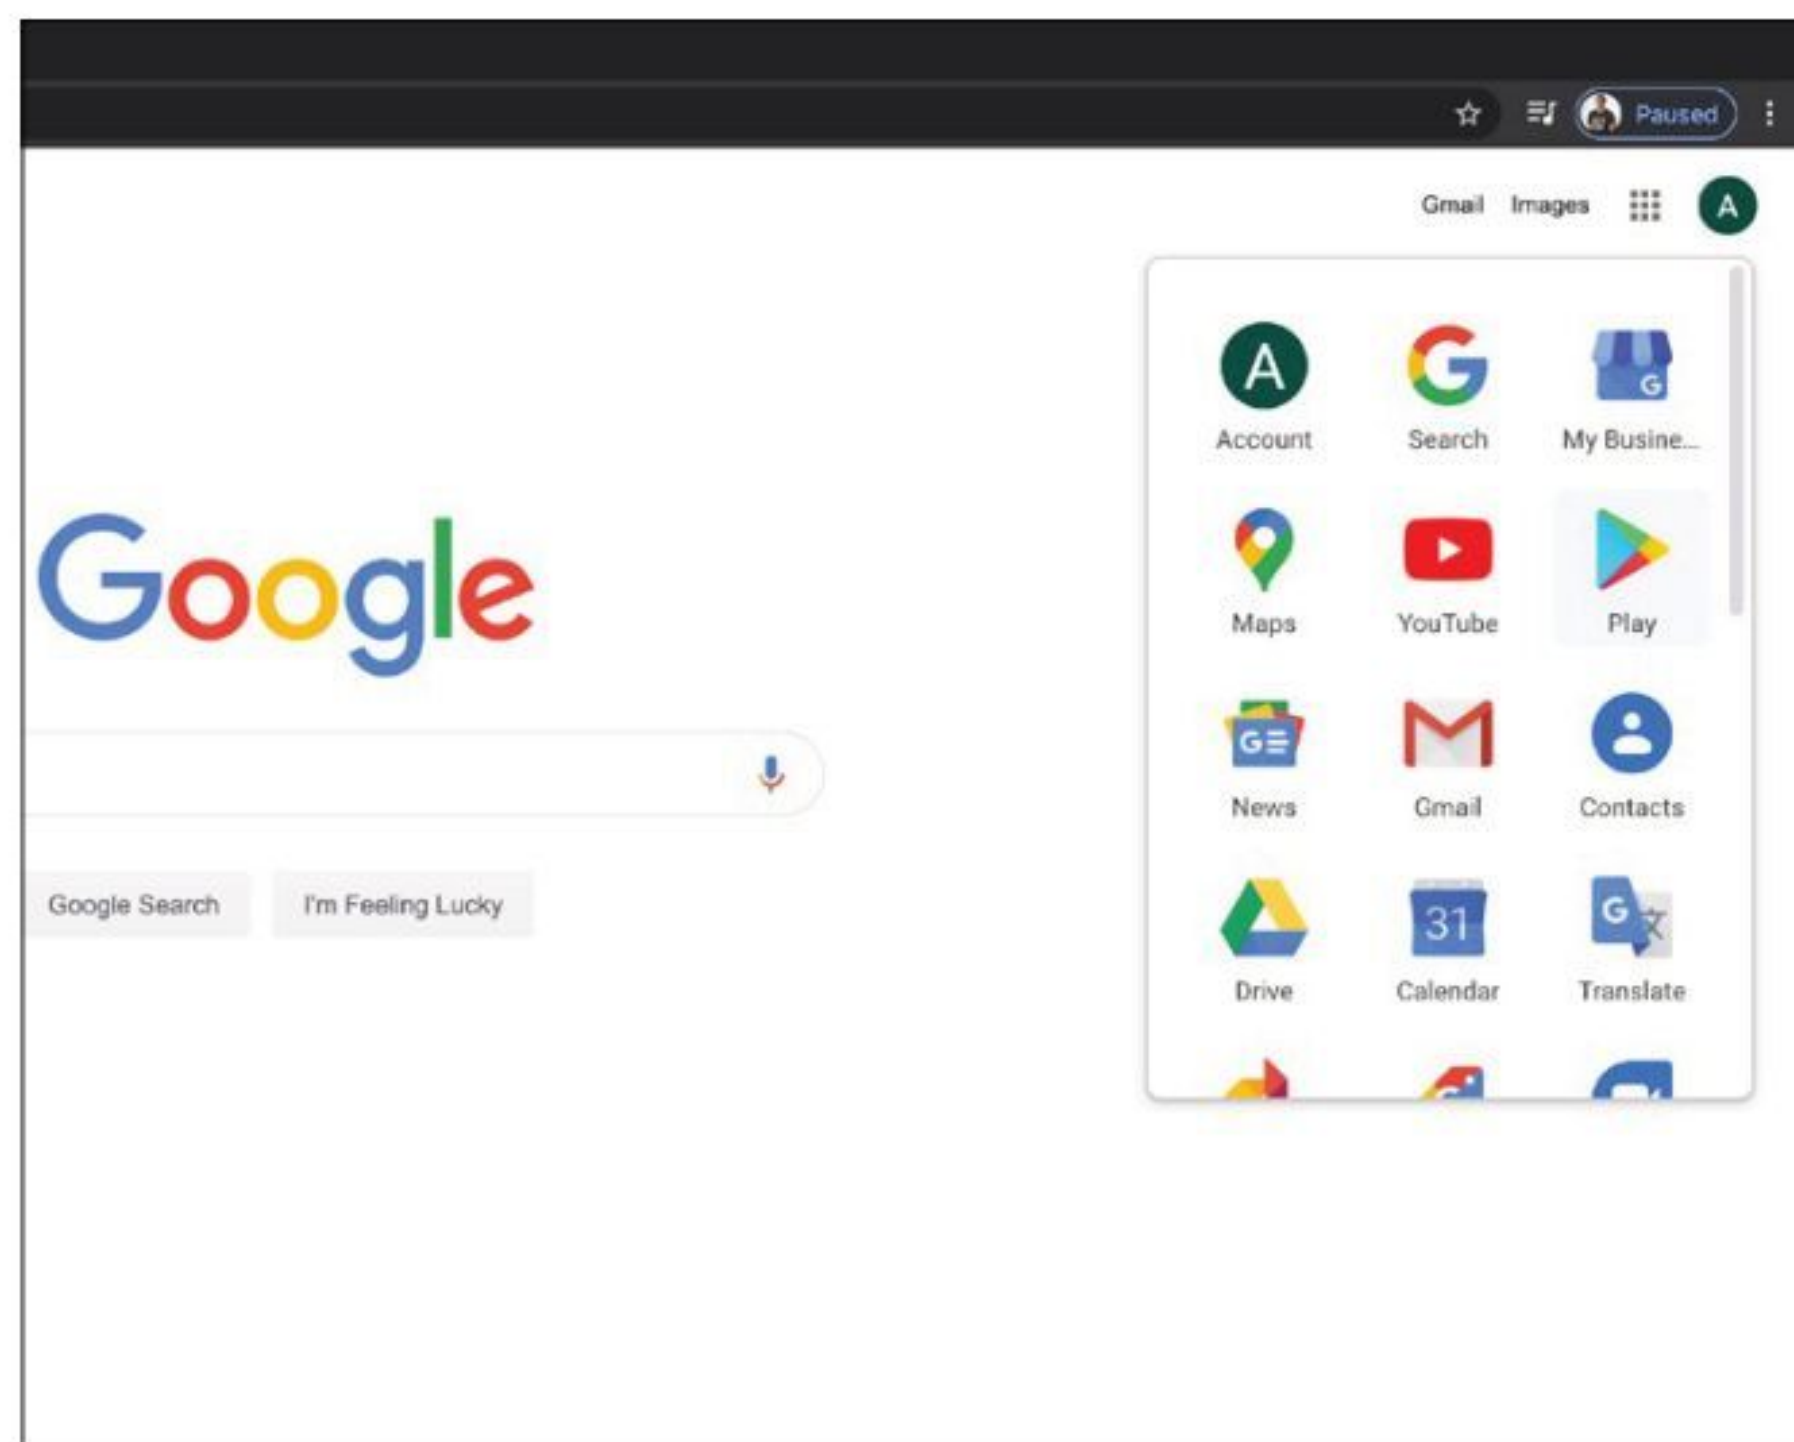 Paused
Gmail Images A
A G G
Account Search My Busine...
Google
Maps YouTube Play
G
News Gmail Contacts
31 G 文
Google Search I'm Feeling Lucky
Drive Calendar Translate